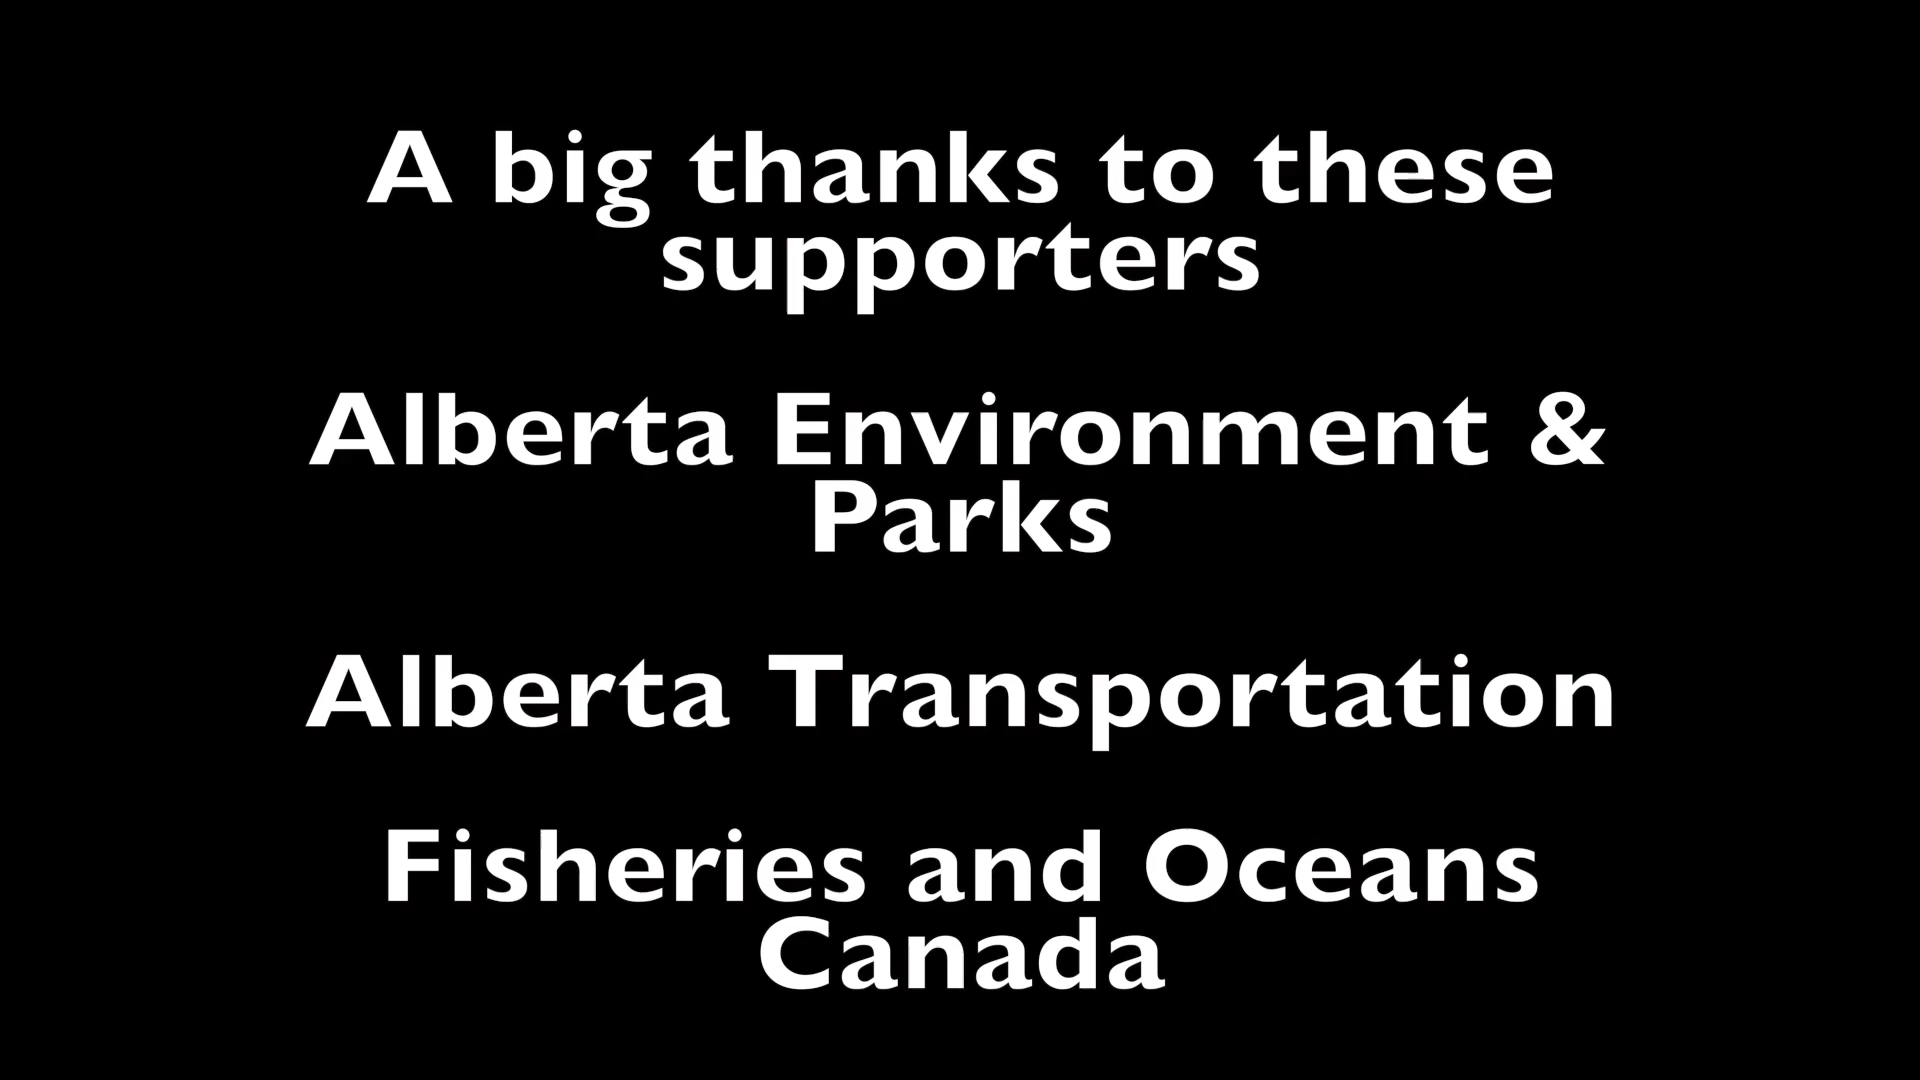 A big thanks to these
supporters
Alberta Environment &
Parks
Alberta Transportation
Fisheries and Oceans
Canada